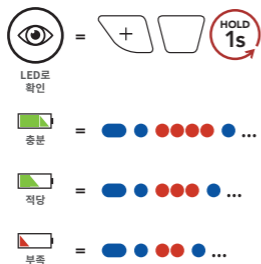 = + HOLD
1s
LED로
확인
충분 = ...
적당 = ...
부족 = ...